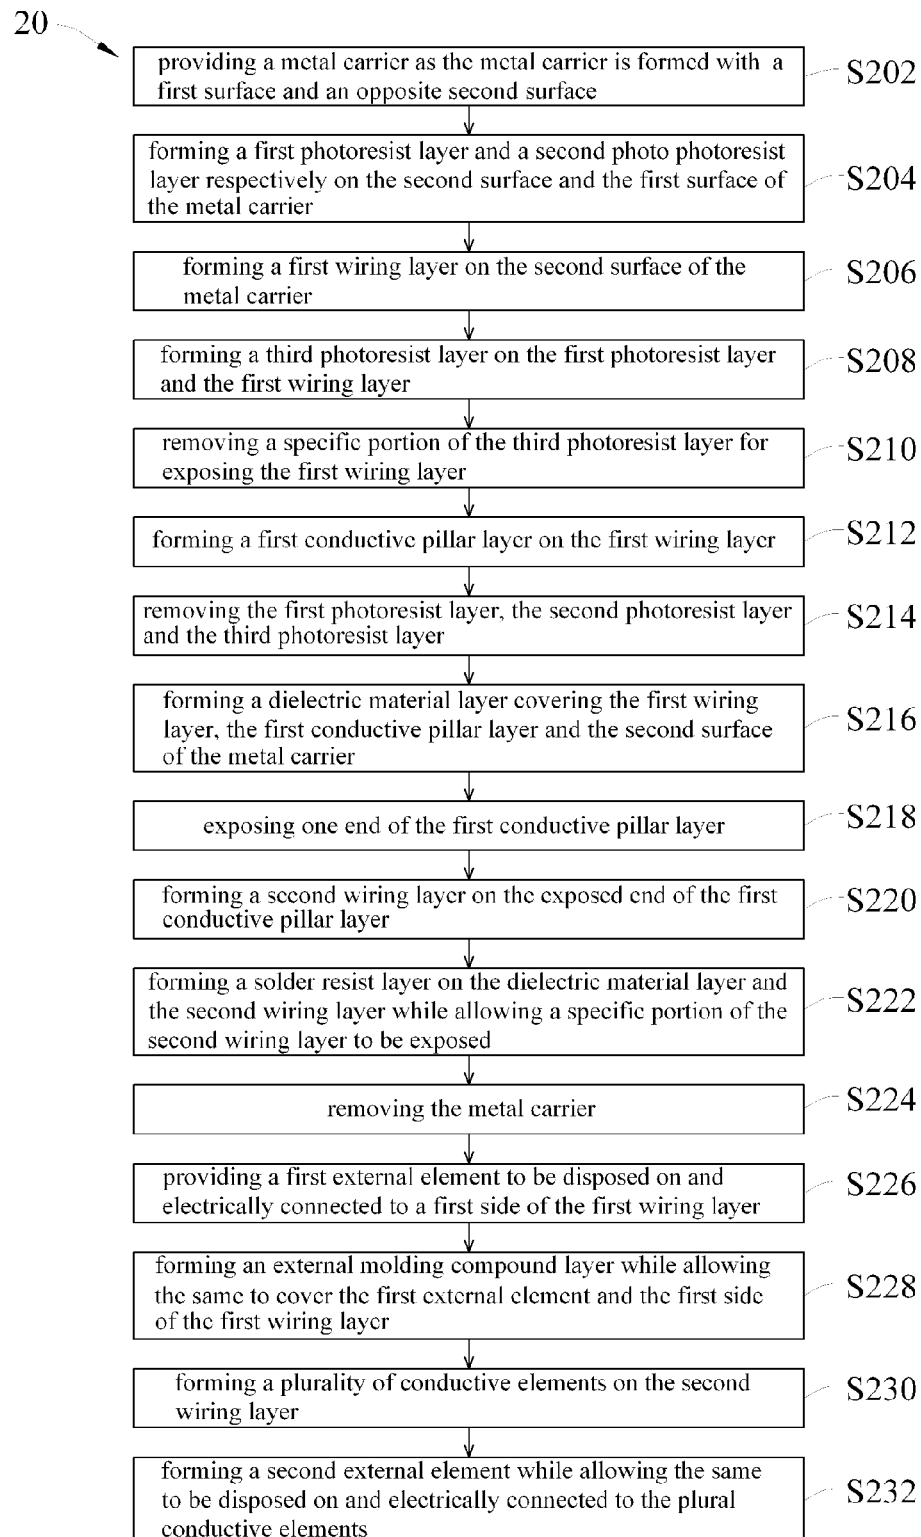 20
providing a metal carrier as the metal carrier is formed with a
first surface and an opposite second surface
S202
forming a first photoresist layer and a second photo photoresist
layer respectively on the second surface and the first surface of
the metal carrier
S204
forming a first wiring layer on the second surface of the
metal carrier
S206
forming a third photoresist layer on the first photoresist layer
and the first wiring layer
S208
removing a specific portion of the third photoresist layer for
exposing the first wiring layer
S210
forming a first conductive pillar layer on the first wiring layer
S212
removing the first photoresist layer, the second photoresist layer
and the third photoresist layer
S214
forming a dielectric material layer covering the first wiring
layer, the first conductive pillar layer and the second surface
of the metal carrier
S216
exposing one end of the first conductive pillar layer
S218
forming a second wiring layer on the exposed end of the first
conductive pillar layer
S220
forming a solder resist layer on the dielectric material layer and
the second wiring layer while allowing a specific portion of the
second wiring layer to be exposed
S222
removing the metal carrier
S224
providing a first external element to be disposed on and
electrically connected to a first side of the first wiring layer
S226
forming an external molding compound layer while allowing
the same to cover the first external element and the first side
of the first wiring layer
S228
forming a plurality of conductive elements on the second
wiring layer
S230
forming a second external element while allowing the same
to be disposed on and electrically connected to the plural
conductive elements
S232